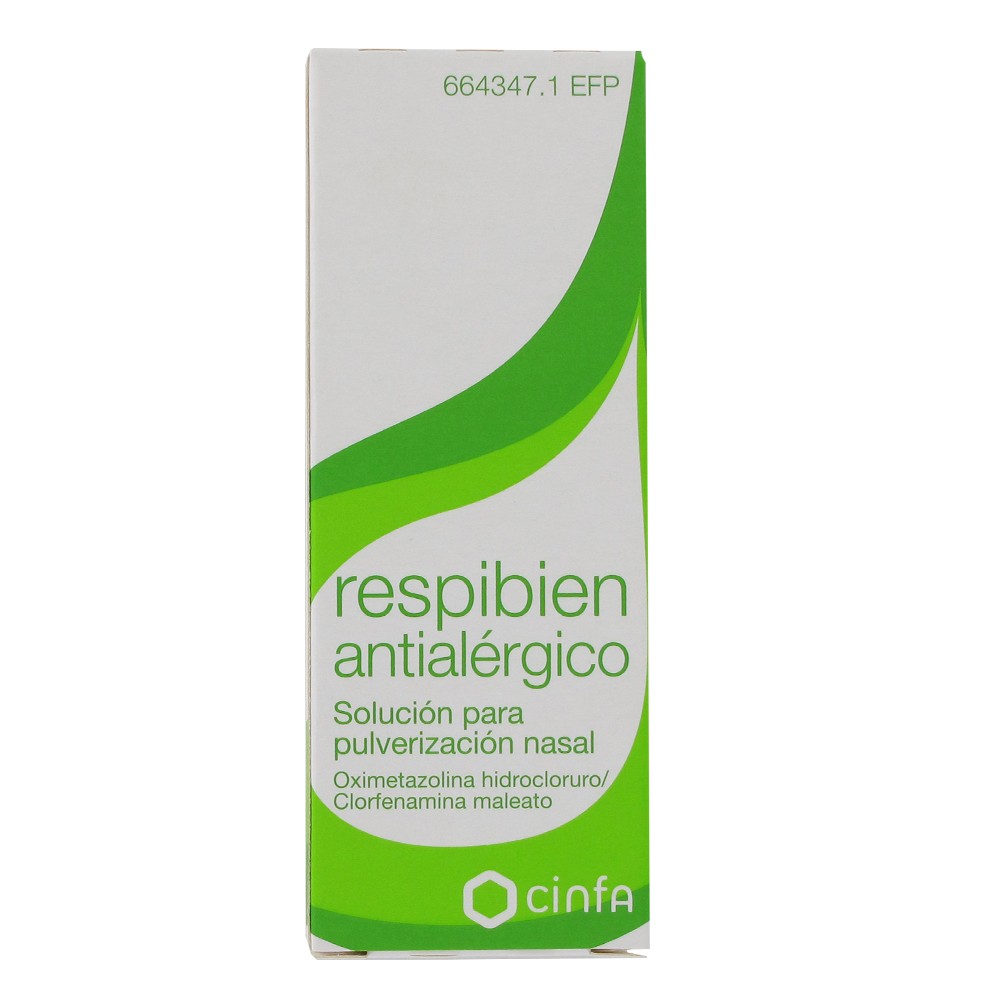 664347.1 EFP
respibien
antialérgico
Solución para
pulverización nasal
Oximetazolina hidrocloruro/
Clorfenamina maleato
cinfa